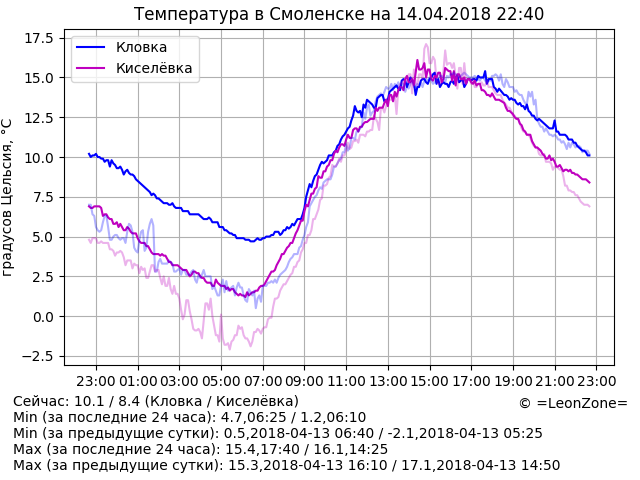 Температура в Смоленске на 14.04.2018 22:40
Кловка
Киселёвка
градусов Цельсия, °C
17.5
15.0
12.5
10.0
7.5
5.0
2.5
0.0
−2.5
23:00 01:00 03:00 05:00 07:00 09:00 11:00 13:00 15:00 17:00 19:00 21:00 23:00
Сейчас: 10.1 / 8.4 (Кловка / Киселёвка)
© =LeonZone=
Min (за последние 24 часа): 4.7,06:25 / 1.2,06:10
Min (за предыдущие сутки): 0.5,2018-04-13 06:40 / -2.1,2018-04-13 05:25
Max (за последние 24 часа): 15.4,17:40 / 16.1,14:25
Max (за предыдущие сутки): 15.3,2018-04-13 16:10 / 17.1,2018-04-13 14:50